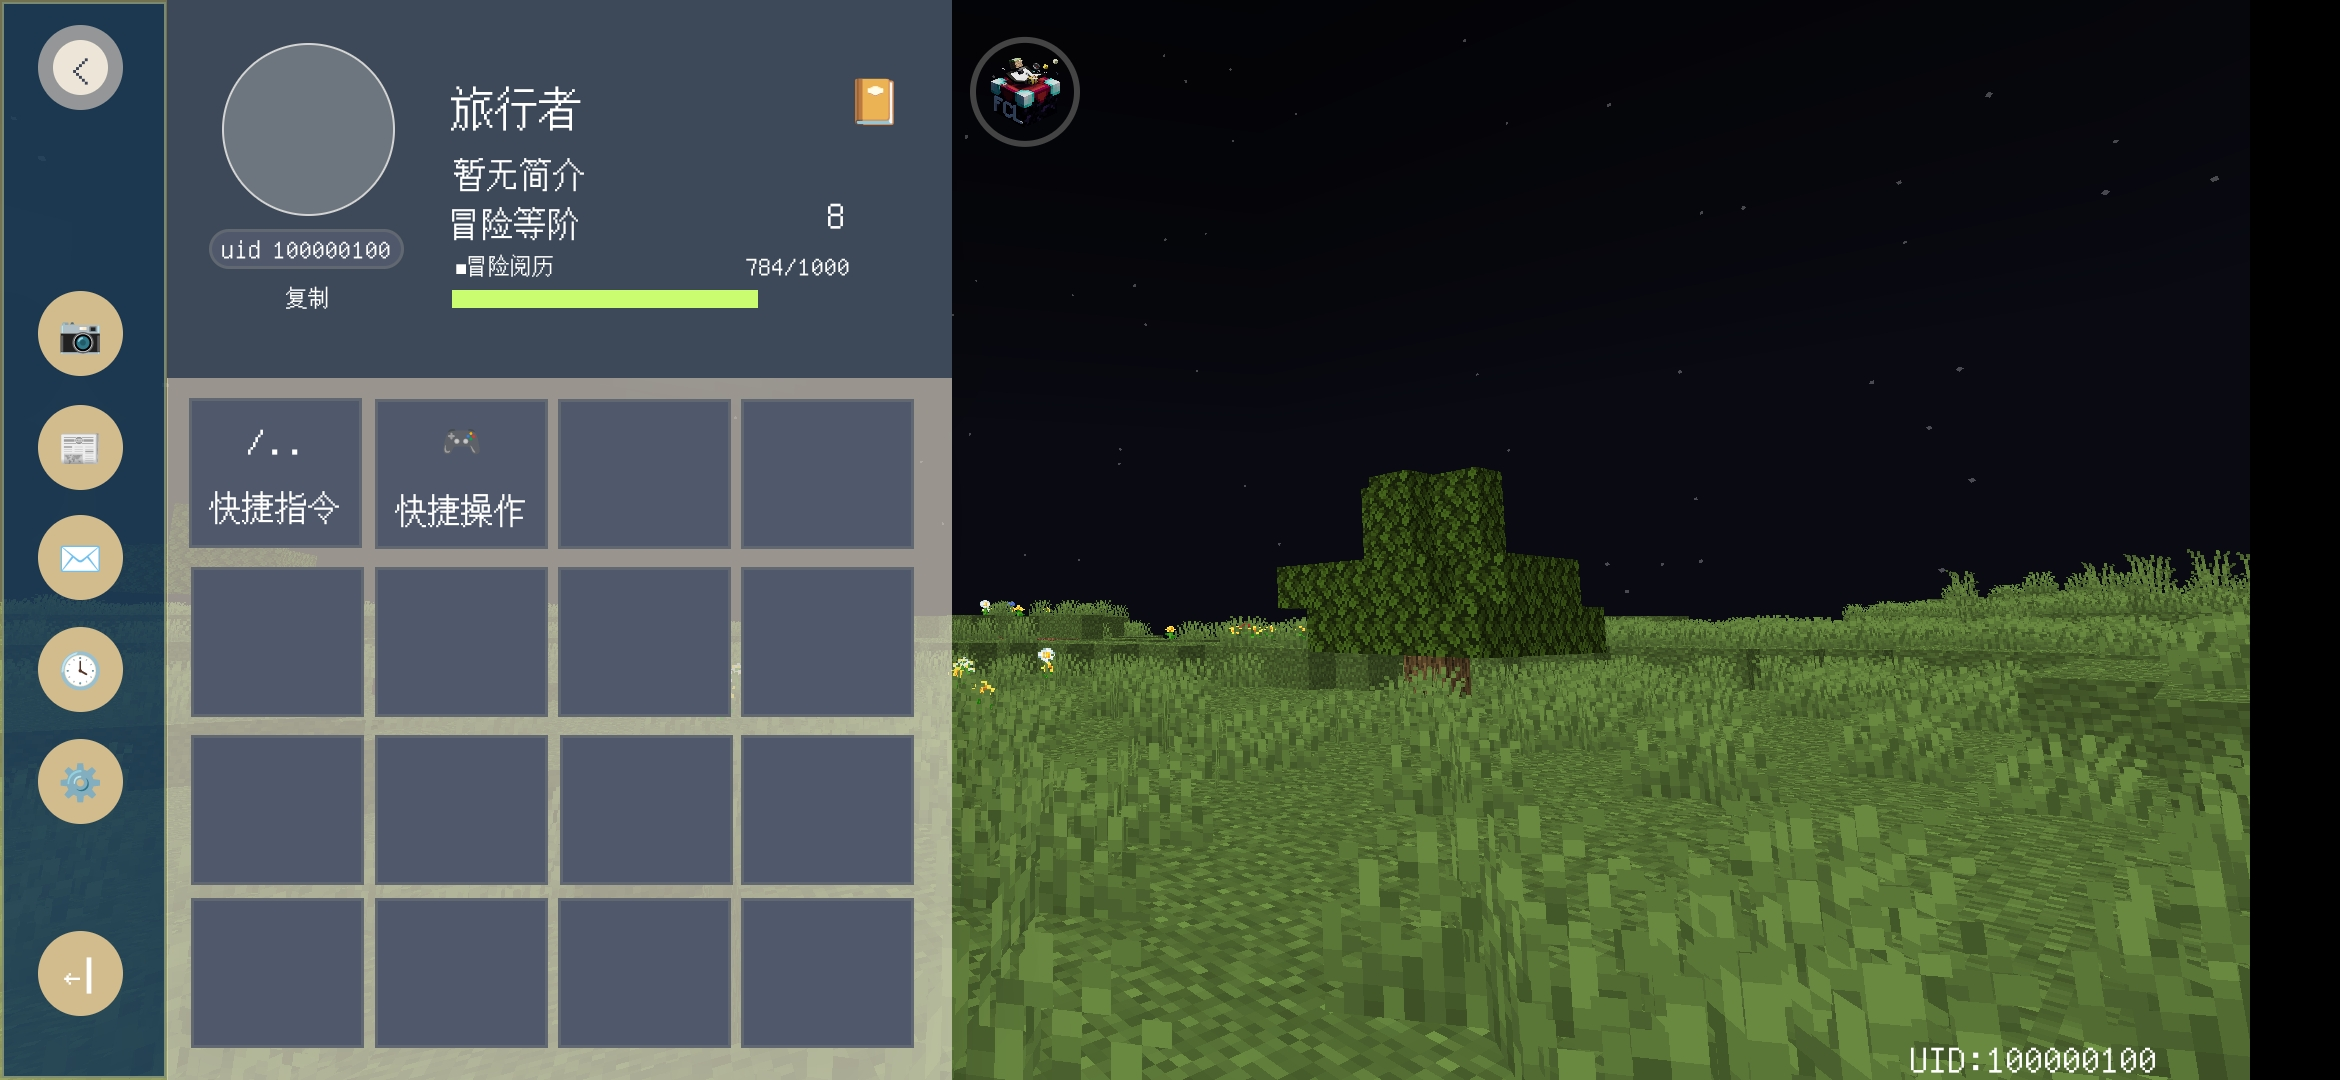 旅行者
暂无简介
冒险等阶 8
■冒险阅历 784/1000
uid 100000100
复制
/..
快捷指令
快捷操作
FCL
UID:100000100